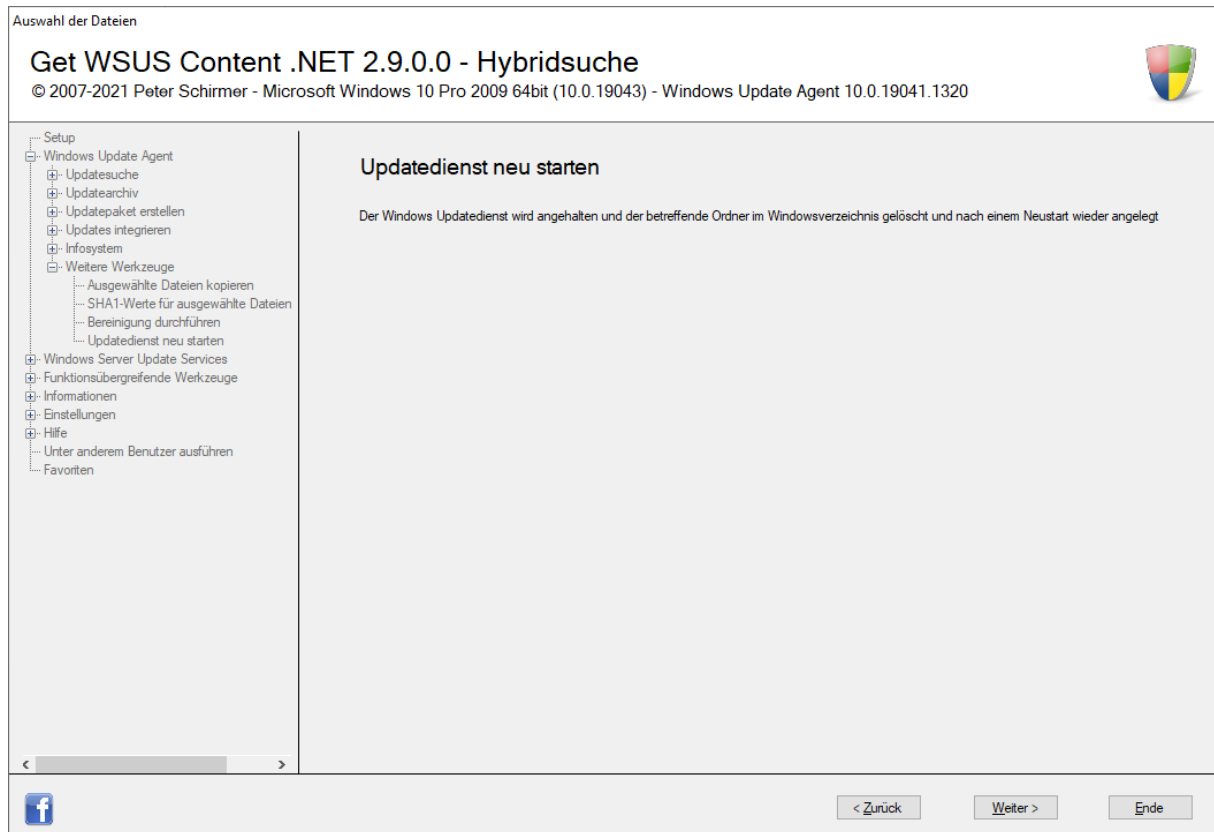 Auswahl der Dateien
Get WSUS Content .NET 2.9.0.0 - Hybridsuche
© 2007-2021 Peter Schirmer - Microsoft Windows 10 Pro 2009 64bit (10.0.19043) - Windows Update Agent 10.0.19041.1320
Setup
Windows Update Agent
Updatesuche
Updatearchiv
Updatepaket erstellen
Updates integrieren
Infosystem
Weitere Werkzeuge
Ausgewählte Dateien kopieren
SHA1-Werte für ausgewählte Dateien
Bereinigung durchführen
Updatedienst neu starten
Windows Server Update Services
Funktionsübergreifende Werkzeuge
Informationen
Einstellungen
Hilfe
Unter anderem Benutzer ausführen
Favoriten
Updatedienst neu starten
Der Windows Updatedienst wird angehalten und der betreffende Ordner im Windowsverzeichnis gelöscht und nach einem Neustart wieder angelegt
f
< Zurück
Weiter >
Ende